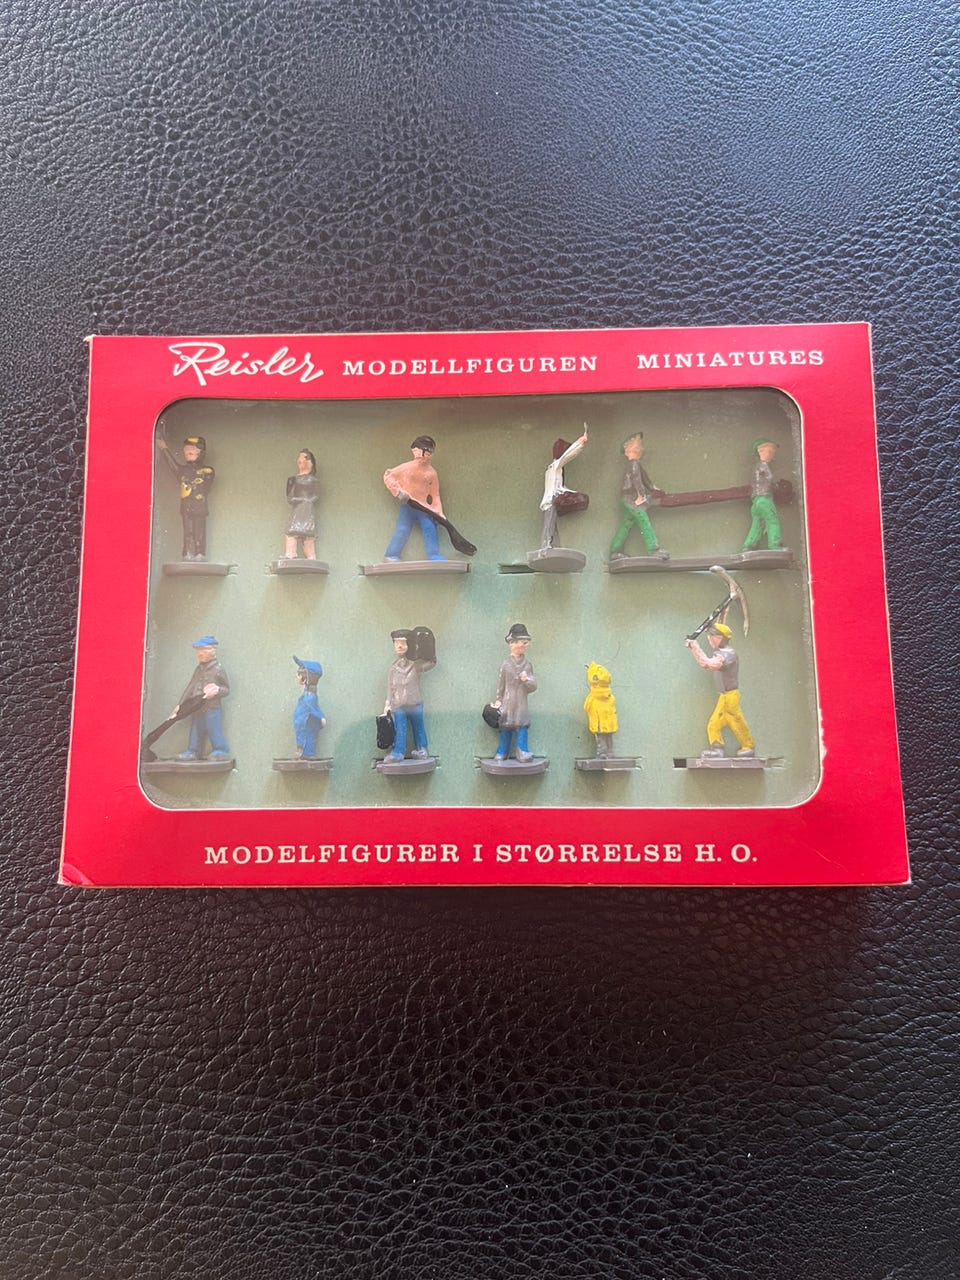 Reisler MODELLFIGUREN MINIATURES
MODELFIGURER I STØRRELSE H. O.